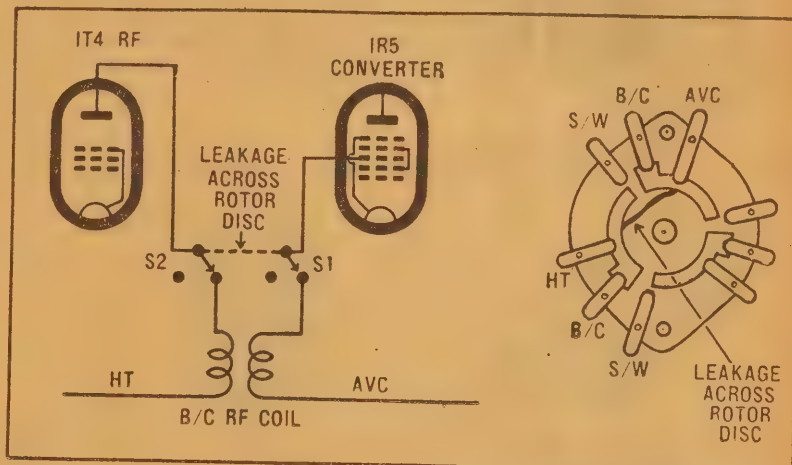 IT4 RF
IR5
CONVERTER
LEAKAGE
ACROSS
ROTOR
DISC
S2
S1
HT
AVC
B/C RF COIL
S/W
B/C
AVC
HT
B/C
S/W
LEAKAGE
ACROSS
ROTOR
DISC